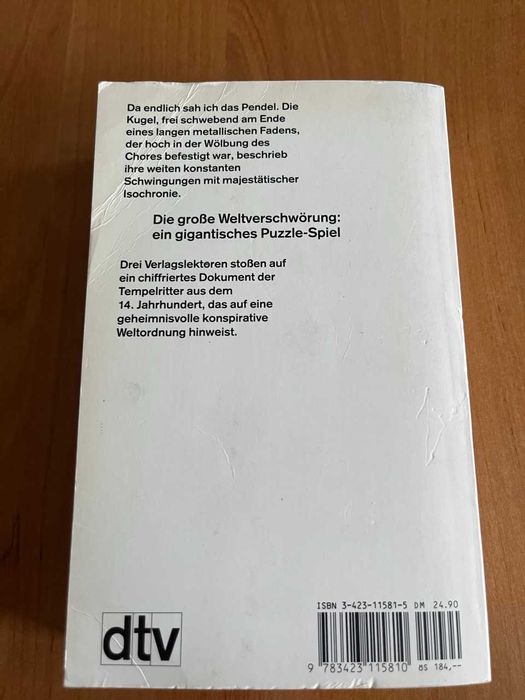 Da endlich sah ich das Pendel. Die
Kugel, frei schwebend am Ende
eines langen metallischen Fadens,
der hoch in der Wölbung des
Chores befestigt war, beschrieb
ihre weiten konstanten
Schwingungen mit majestätischer
Isochronie.
Die große Weltverschwörung:
ein gigantisches Puzzle-Spiel
Drei Verlagslektoren stoßen auf
ein chiffriertes Dokument der
Tempelritter aus dem
14. Jahrhundert, das auf eine
geheimnisvolle konspirative
Weltordnung hinweist.
ISBN 3-423-11581-5 DM 24.90
dtv
9 783423 115810 öS 184,—